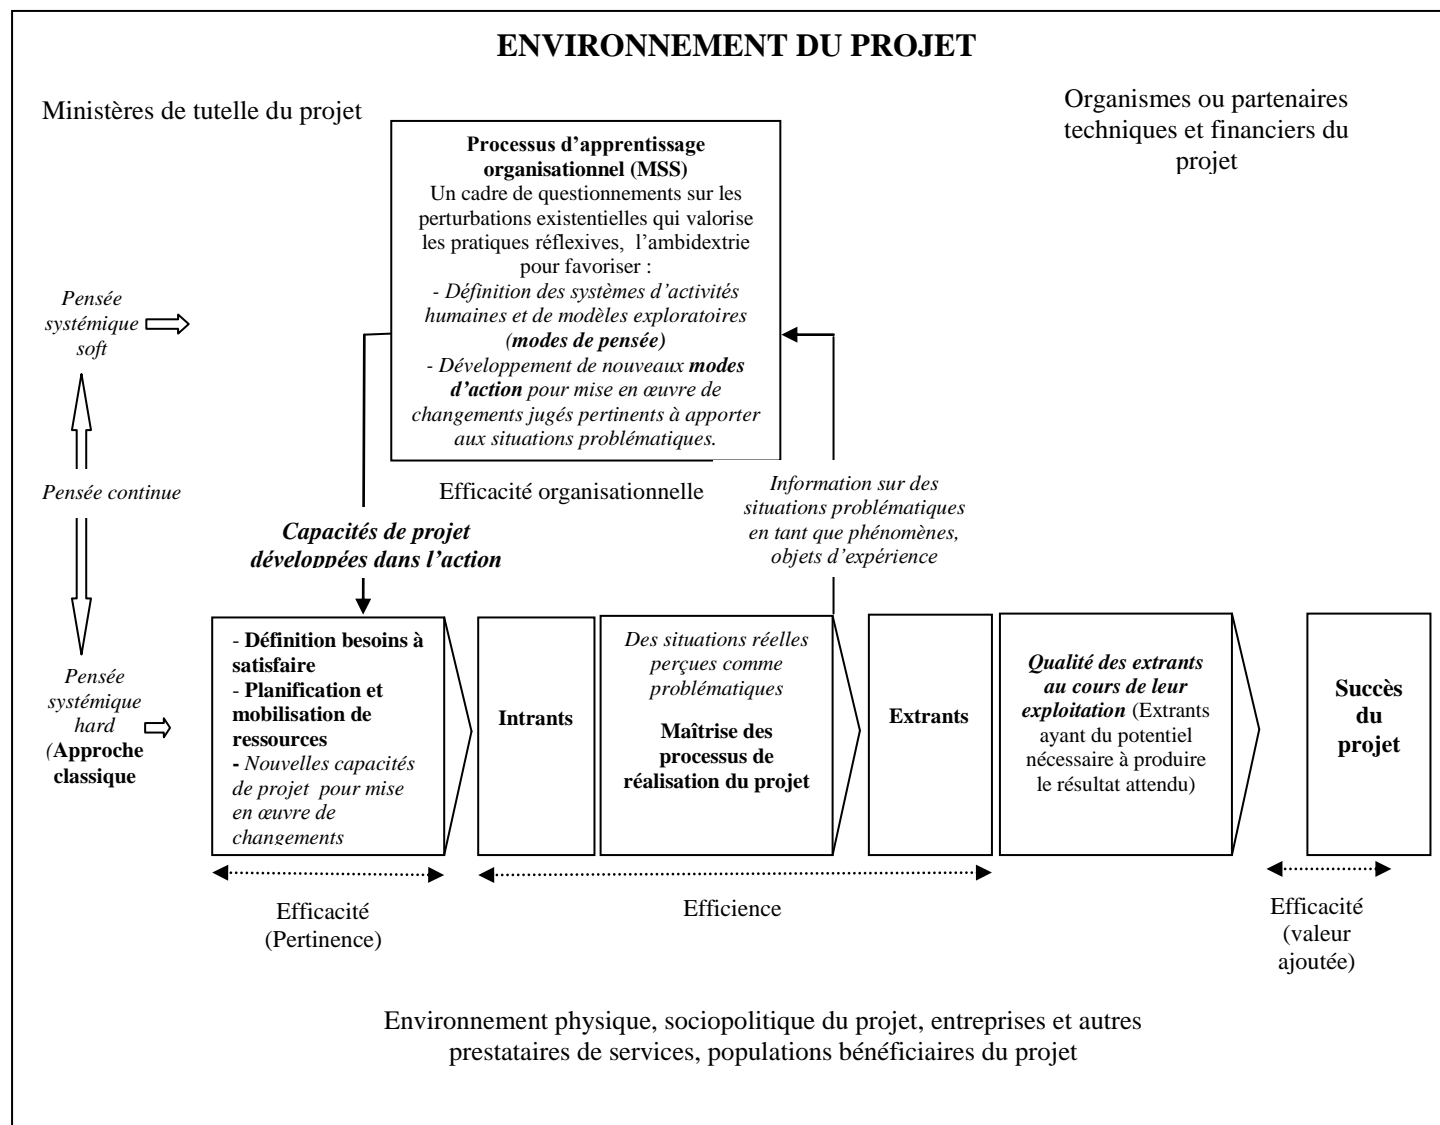 ENVIRONNEMENT DU PROJET
Ministères de tutelle du projet
Organismes ou partenaires
techniques et financiers du
projet
Processus d’apprentissage
organisationnel (MSS)
Un cadre de questionnements sur les
perturbations existentielles qui valorise
les pratiques réflexives, l’ambidextrie
pour favoriser :
- Définition des systèmes d’activités
humaines et de modèles exploratoires
(modes de pensée)
- Développement de nouveaux modes
d’action pour mise en œuvre de
changements jugés pertinents à apporter
aux situations problématiques.
Pensée
systémique
soft
Pensée continue
Pensée
systémique
hard
(Approche
classique
Efficacité organisationnelle
Capacités de projet
développées dans l’action
Information sur des
situations problématiques
en tant que phénomènes,
objets d’expérience
- Définition besoins à
satisfaire
- Planification et
mobilisation de
ressources
- Nouvelles capacités
de projet pour mise
en œuvre de
changements
Intrants
Des situations réelles
perçues comme
problématiques
Maîtrise des
processus de
réalisation du projet
Extrants
Qualité des extrants
au cours de leur
exploitation (Extrants
ayant du potentiel
nécessaire à produire
le résultat attendu)
Succès
du
projet
Efficacité
(Pertinence)
Efficience
Efficacité
(valeur
ajoutée)
Environnement physique, sociopolitique du projet, entreprises et autres
prestataires de services, populations bénéficiaires du projet